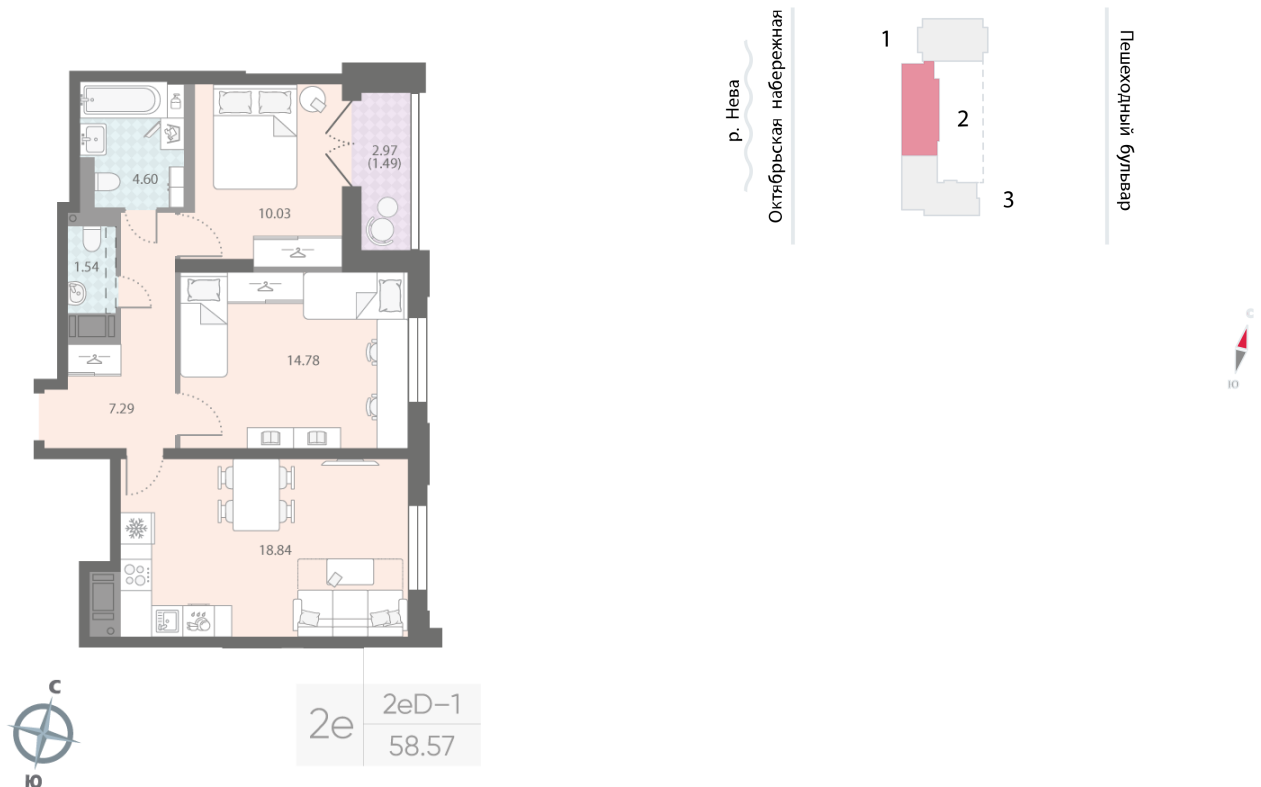 4.60
2.97
(1.49)
10.03
1.54
14.78
7.29
18.84
2e
2eD–1
58.57
С
Ю
р. Нева
Октябрьская набережная
1
2
3
Пешеходный бульвар
С
Ю